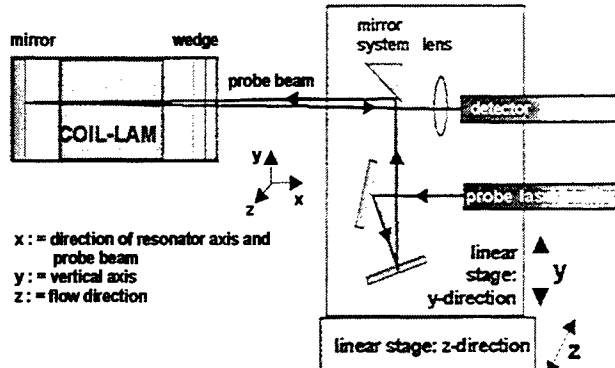 mirror
wedge
mirror
system lens
probe beam
detector
COIL-LAM
y
z
x
probe las
x : = direction of resonator axis and
probe beam
y : = vertical axis
z : = flow direction
linear
stage:
y-direction
y
linear stage: z-direction
z